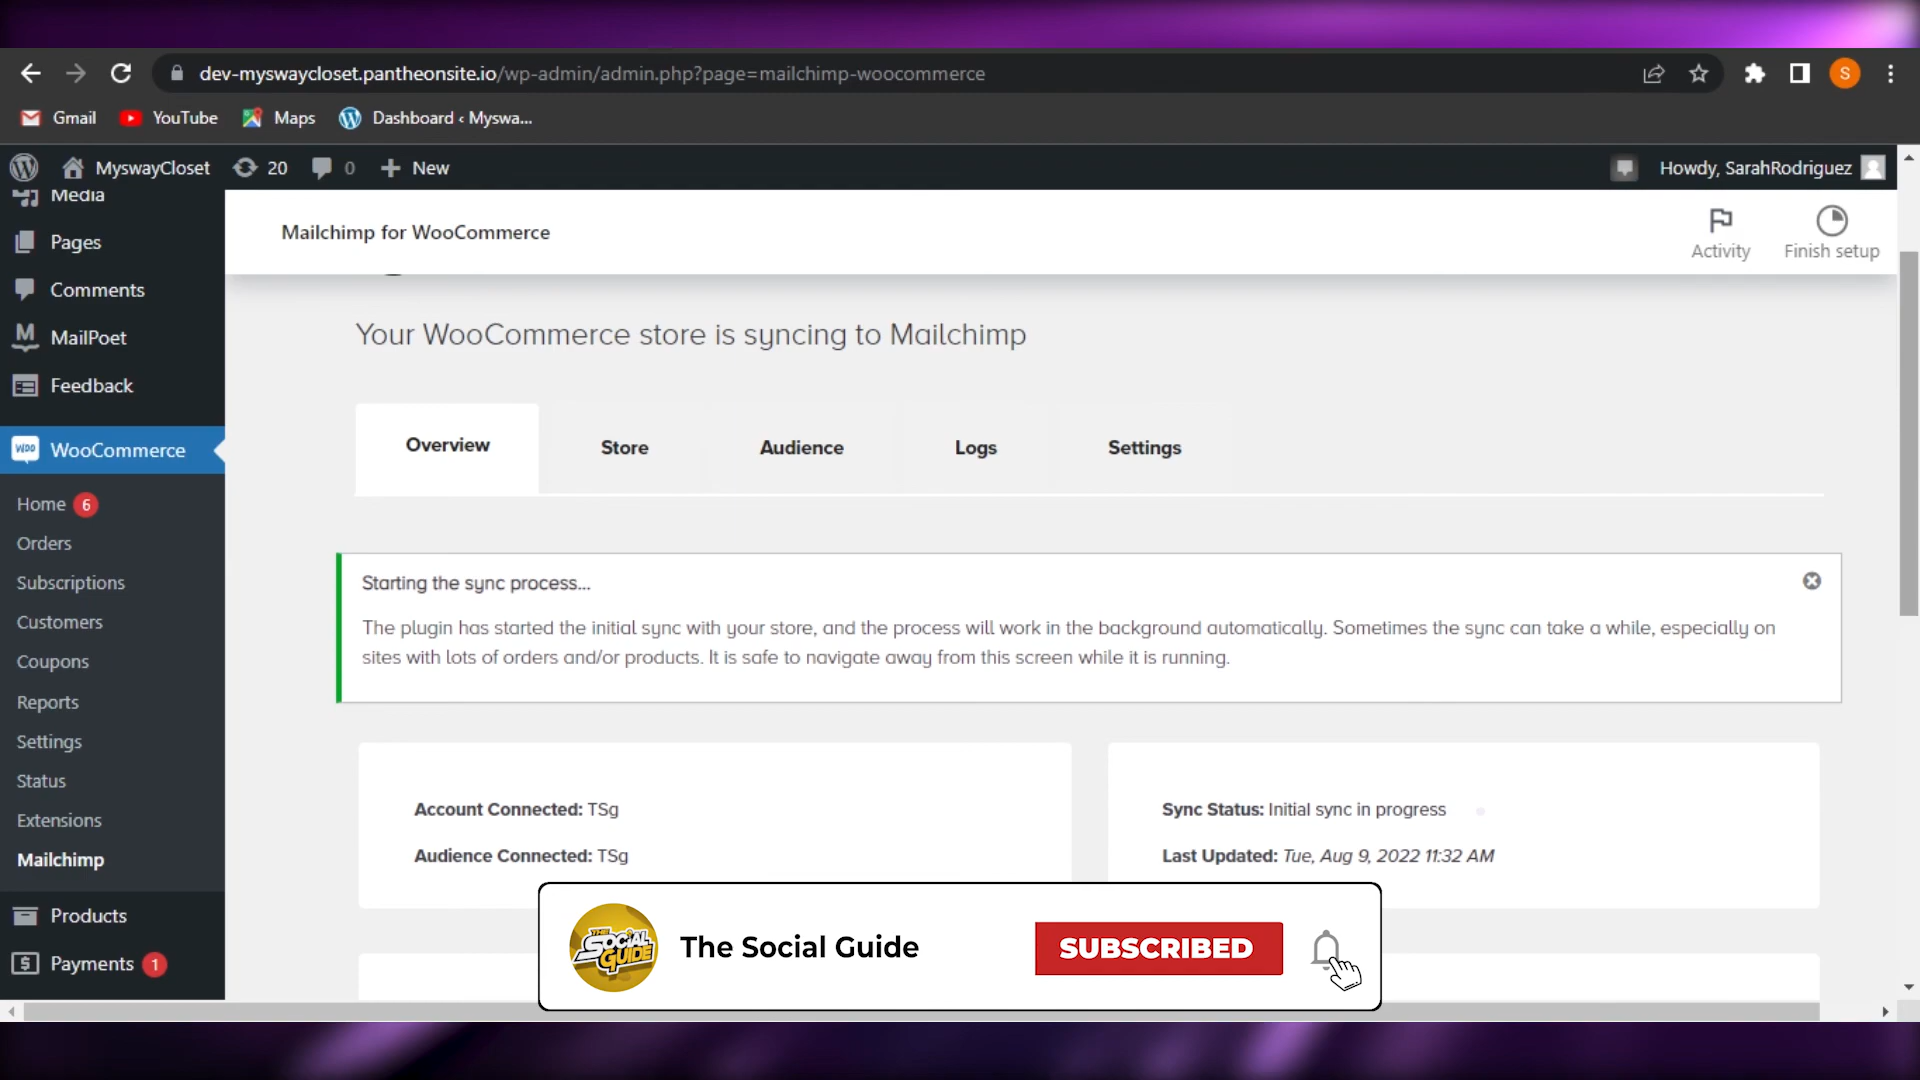 dev-myswaycloset.pantheonsite.io/wp-admin/admin.php?page=mailchimp-woocommerce
S
Gmail
YouTube
Maps
Dashboard ‹ Myswa...
MyswayCloset
20
0
New
Howdy, SarahRodriguez
Media
Pages
Comments
MailPoet
Feedback
WooCommerce
Home 6
Orders
Subscriptions
Customers
Coupons
Reports
Settings
Status
Extensions
Mailchimp
Products
Payments 1
Mailchimp for WooCommerce
Activity
Finish setup
Your WooCommerce store is syncing to Mailchimp
Overview
Store
Audience
Logs
Settings
Starting the sync process...
The plugin has started the initial sync with your store, and the process will work in the background automatically. Sometimes the sync can take a while, especially on
sites with lots of orders and/or products. It is safe to navigate away from this screen while it is running.
Account Connected: TSg
Audience Connected: TSg
Sync Status: Initial sync in progress
Last Updated: Tue, Aug 9, 2022 11:32 AM
THE SOCIAL GUIDE
The Social Guide
SUBSCRIBED